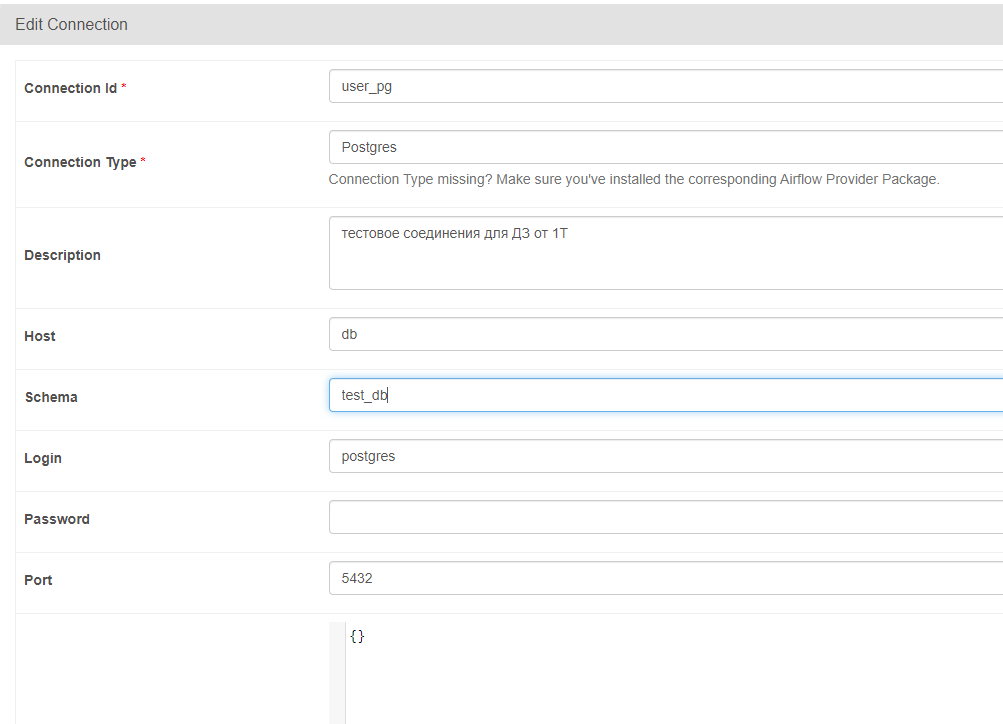 Edit Connection
Connection Id *
user_pg
Connection Type *
Postgres
Connection Type missing? Make sure you've installed the corresponding Airflow Provider Package.
Description
тестовое соединения для ДЗ от 1Т
Host
db
Schema
test_db
Login
postgres
Password
Port
5432
{}